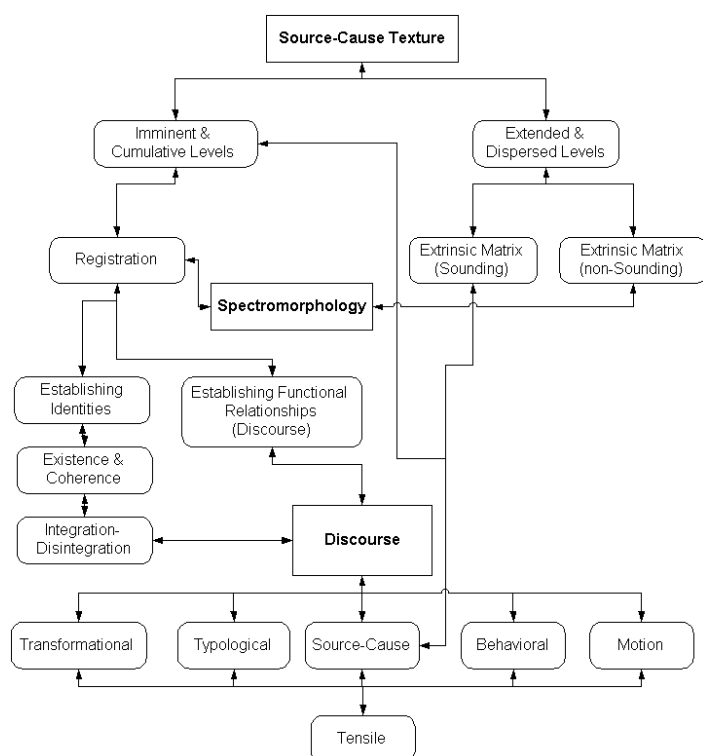 Source-Cause Texture
Imminent &
Cumulative Levels
Extended &
Dispersed Levels
Registration
Extrinsic Matrix
(Sounding)
Extrinsic Matrix
(non-Sounding)
Spectromorphology
Establishing
Identities
Establishing Functional
Relationships
(Discourse)
Existence &
Coherence
Integration-
Disintegration
Discourse
Transformational
Typological
Source-Cause
Behavioral
Motion
Tensile